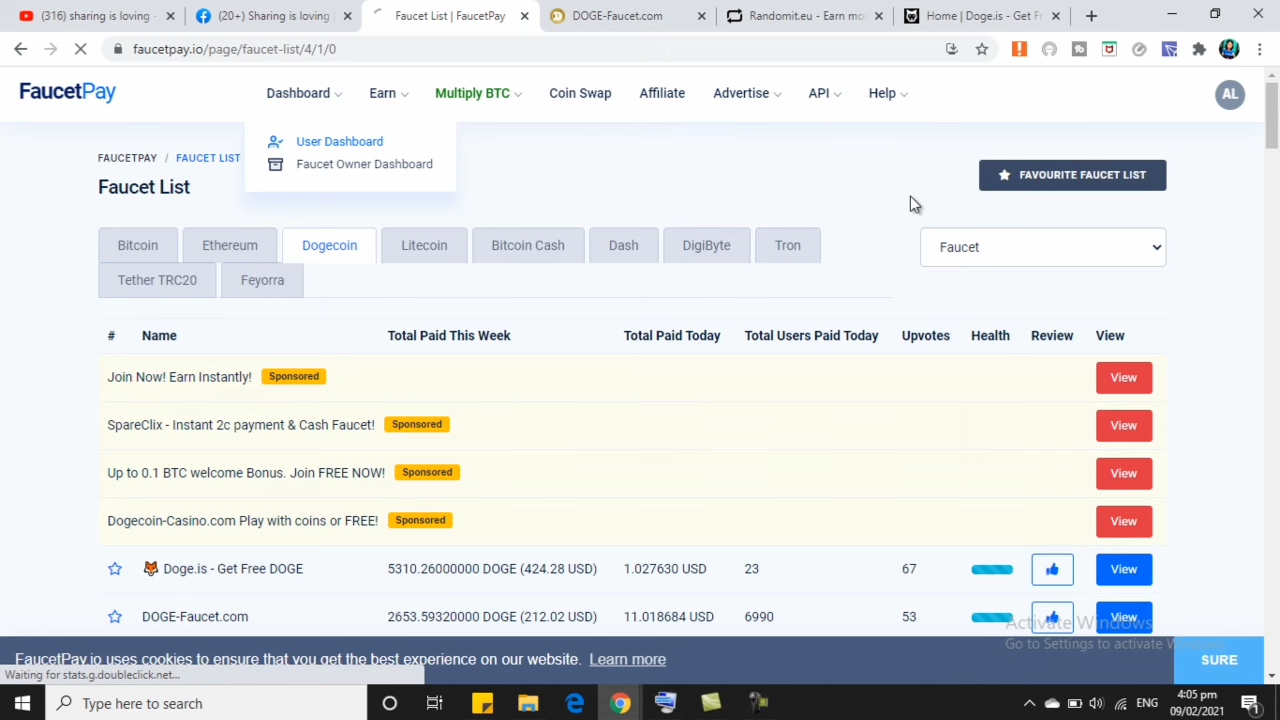 (316) sharing is loving -
(20+) Sharing is loving
Faucet List | FaucetPay
DOGE-Faucet.com
Randomit.eu - Earn mo
Home | Doge.is - Get F
faucetpay.io/page/faucet-list/4/1/0
FaucetPay
Dashboard
Earn
Multiply BTC
Coin Swap
Affiliate
Advertise
API
Help
AL
User Dashboard
Faucet Owner Dashboard
FAUCETPAY / FAUCET LIST
Faucet List
FAVOURITE FAUCET LIST
Bitcoin
Ethereum
Dogecoin
Litecoin
Bitcoin Cash
Dash
DigiByte
Tron
Faucet
Tether TRC20
Feyorra
# Name Total Paid This Week Total Paid Today Total Users Paid Today Upvotes Health Review View
Join Now! Earn Instantly! Sponsored View
SpareClix - Instant 2c payment & Cash Faucet! Sponsored View
Up to 0.1 BTC welcome Bonus. Join FREE NOW! Sponsored View
Dogecoin-Casino.com Play with coins or FREE! Sponsored View
Doge.is - Get Free DOGE 5310.26000000 DOGE (424.28 USD) 1.027630 USD 23 67 View
DOGE-Faucet.com 2653.59320000 DOGE (212.02 USD) 11.018684 USD 6990 53 View
Activate Windows
Go to Settings to activate W
FaucetPay.io uses cookies to ensure that you get the best experience on our website. Learn more
SURE
Waiting for stats.g.doubleclick.net...
Type here to search
ENG
4:05 pm
09/02/2021
1